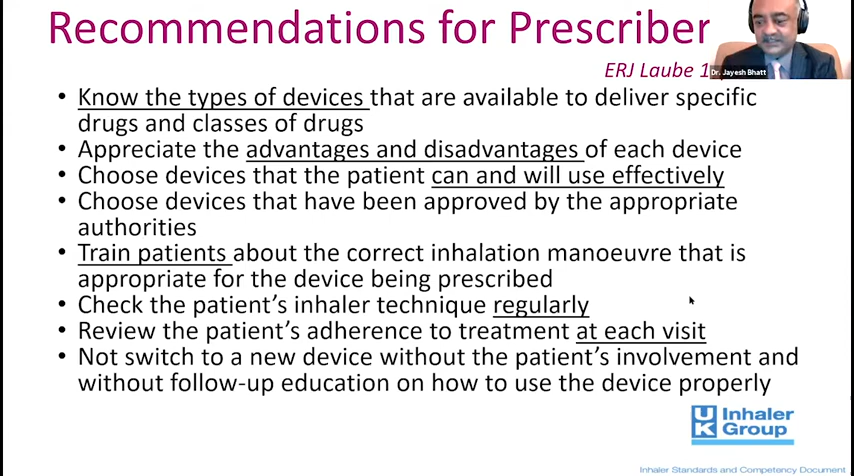 Recommendations for Prescriber
ERJ Laube 1
Dr. Jayesh Bhatt
• Know the types of devices that are available to deliver specific
drugs and classes of drugs
• Appreciate the advantages and disadvantages of each device
• Choose devices that the patient can and will use effectively
• Choose devices that have been approved by the appropriate
authorities
• Train patients about the correct inhalation manoeuvre that is
appropriate for the device being prescribed
• Check the patient's inhaler technique regularly
• Review the patient's adherence to treatment at each visit
• Not switch to a new device without the patient's involvement and
without follow-up education on how to use the device properly
UK Inhaler
Group
Inhaler Standards and Competency Document